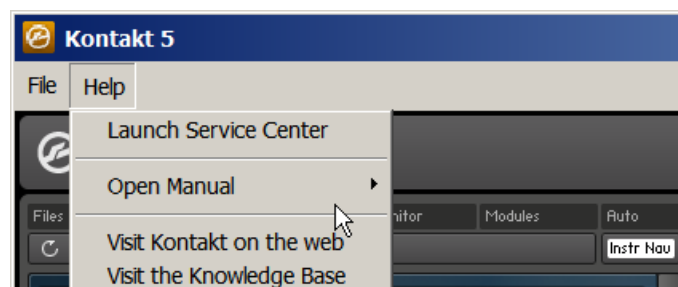 Kontakt 5
File Help
Launch Service Center
Open Manual
Files Monitor Modules Auto
Instr Nav
Visit Kontakt on the web
Visit the Knowledge Base